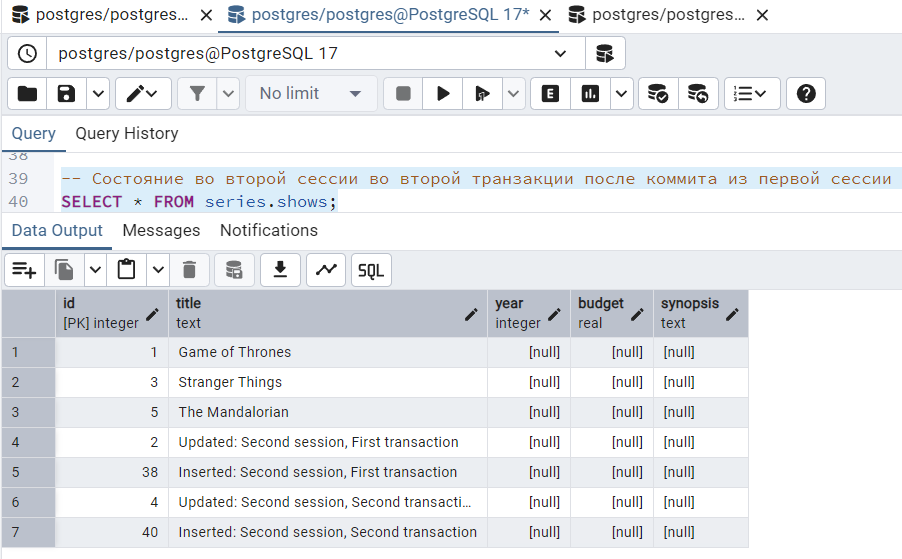 postgres/postgres... postgres/postgres@PostgreSQL 17* postgres/postgres...
postgres/postgres@PostgreSQL 17
No limit
E
Query Query History
38
39 -- Состояние во второй сессии во второй транзакции после коммита из первой сессии
40 SELECT * FROM series.shows;
Data Output Messages Notifications
SQL
id title year budget synopsis
[PK] integer text integer real text
1 1 Game of Thrones [null] [null] [null]
2 3 Stranger Things [null] [null] [null]
3 5 The Mandalorian [null] [null] [null]
4 2 Updated: Second session, First transaction [null] [null] [null]
5 38 Inserted: Second session, First transaction [null] [null] [null]
6 4 Updated: Second session, Second transacti... [null] [null] [null]
7 40 Inserted: Second session, Second transaction [null] [null] [null]